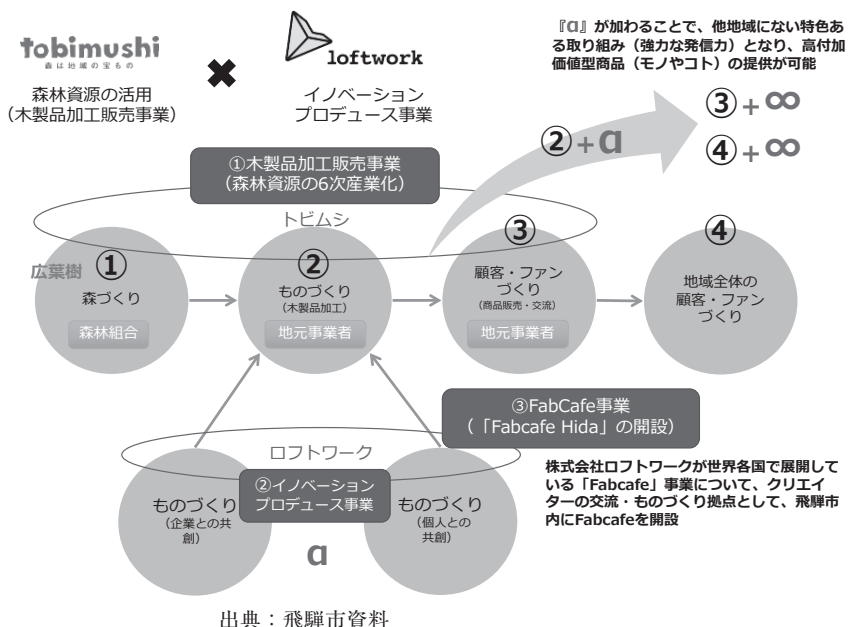 tobimushi
森は地域の宝もの
森林資源の活用
（木製品加工販売事業）
✖
loftwork
イノベーション
プロデュース事業
『α』が加わることで、他地域にない特色あ
る取り組み（強力な発信力）となり、高付加
価値型商品（モノやコト）の提供が可能
③+∞
④+∞
②+α
①木製品加工販売事業
（森林資源の6次産業化）
トビムシ
広葉樹
①
森づくり
森林組合
②
ものづくり
（木製品加工）
地元事業者
③
顧客・ファン
づくり
（商品販売・交流）
地元事業者
④
地域全体の
顧客・ファン
づくり
③FabCafe事業
（「Fabcafe Hida」の開設）
ロフトワーク
②イノベーション
プロデュース事業
ものづくり
（企業との共
創）
α
ものづくり
（個人との
共創）
株式会社ロフトワークが世界各国で展開して
いる「Fabcafe」事業について、クリエイ
ターの交流・ものづくり拠点として、飛騨市
内にFabcafeを開設
出典：飛騨市資料